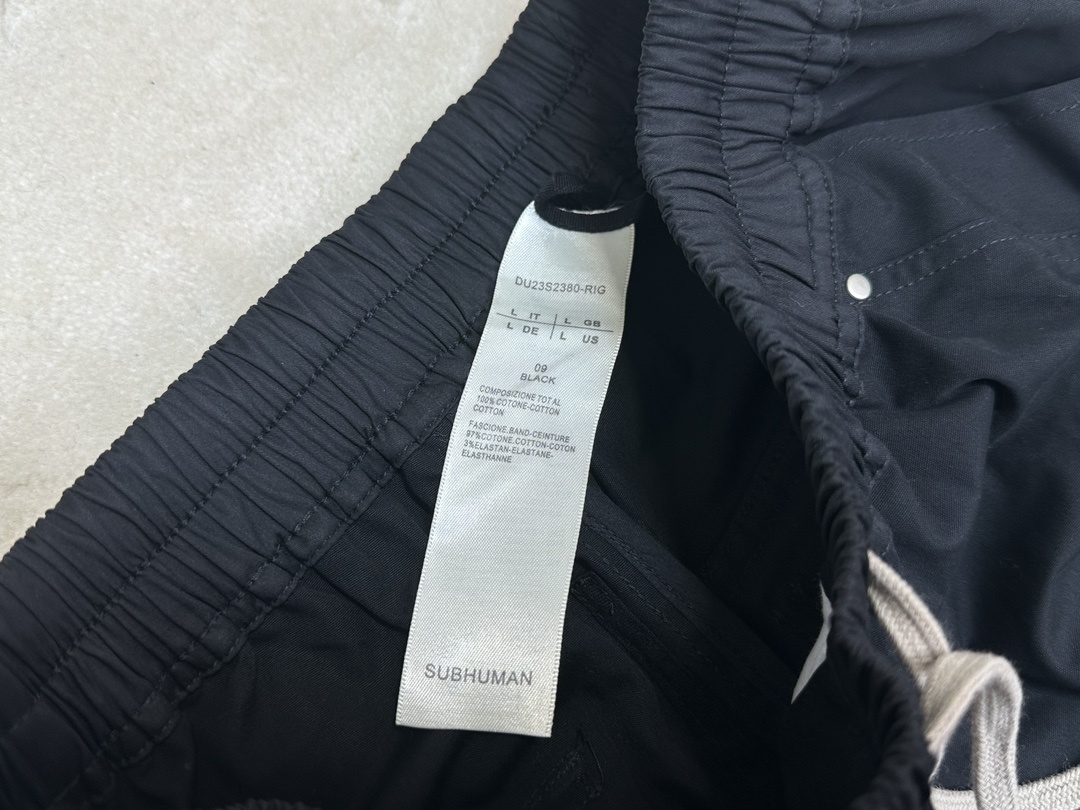 DU23S2380-RIG
L IT | L GB
L DE | L US
09
BLACK
COMPOSIZIONE TOTAL
100% COTONE-COTTON
COTTON
FASCIONE.BAND-CEINTURE
97%COTONE.COTTON-COTON
3%ELASTAN-ELASTANE-
ELASTHANNE
SUBHUMAN